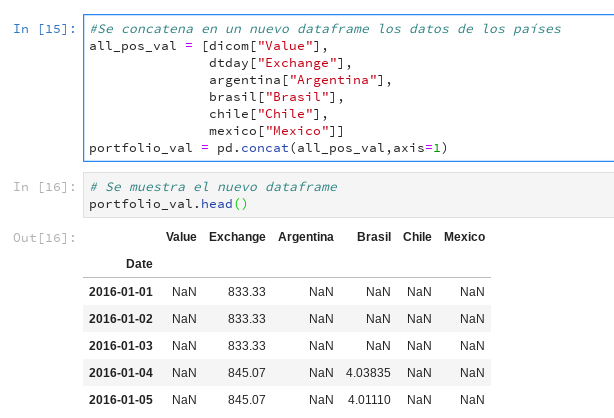 In [15]: #Se concatena en un nuevo dataframe los datos de los países
all_pos_val = [dicom["Value"],
dtday["Exchange"],
argentina["Argentina"],
brasil["Brasil"],
chile["Chile"],
mexico["Mexico"]]
portfolio_val = pd.concat(all_pos_val,axis=1)
In [16]: # Se muestra el nuevo dataframe
portfolio_val.head()
Out[16]:
Value Exchange Argentina Brasil Chile Mexico
Date
2016-01-01 NaN 833.33 NaN NaN NaN NaN
2016-01-02 NaN 833.33 NaN NaN NaN NaN
2016-01-03 NaN 833.33 NaN NaN NaN NaN
2016-01-04 NaN 845.07 NaN 4.03835 NaN NaN
2016-01-05 NaN 845.07 NaN 4.01110 NaN NaN